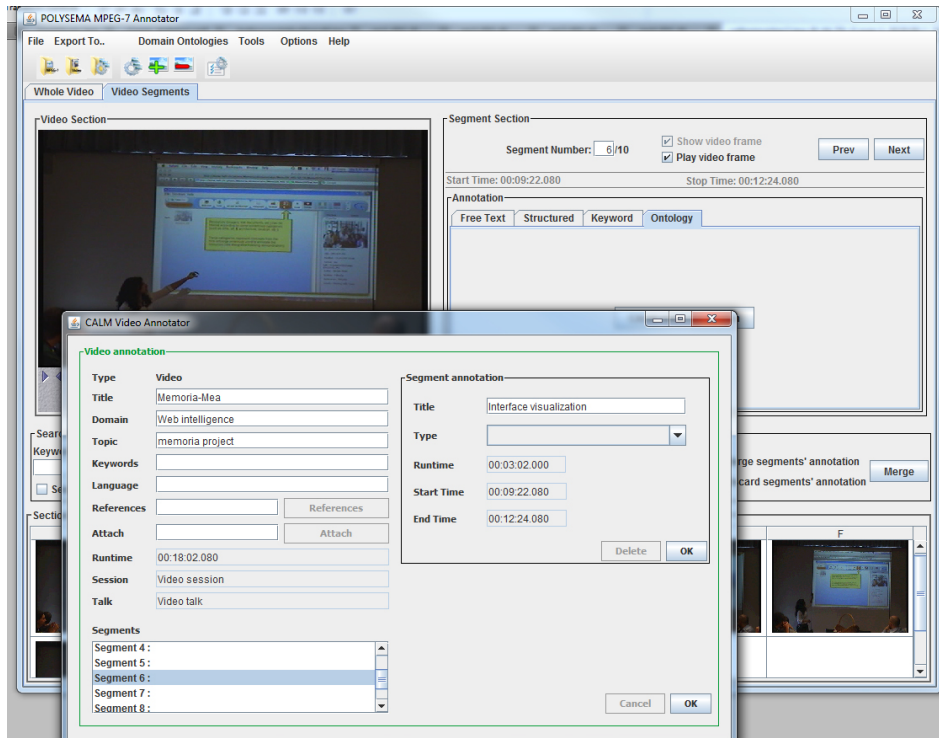 POLYSEMA MPEG-7 Annotator
File Export To.. Domain Ontologies Tools Options Help
Whole Video Video Segments
Video Section
Segment Section
Segment Number: 6 /10
Show video frame
Play video frame
Prev Next
Start Time: 00:09:22.080 Stop Time: 00:12:24.080
Annotation
Free Text Structured Keyword Ontology
CALM Video Annotator
Video annotation
Type Video
Title Memoria-Mea
Domain Web intelligence
Topic memoria project
Keywords
Language
References References
Attach Attach
Runtime 00:18:02.080
Session Video session
Talk Video talk
Segments
Segment 4 :
Segment 5 :
Segment 6 :
Segment 7 :
Segment 8 :
Segment annotation
Title Interface visualization
Type
Runtime 00:03:02.000
Start Time 00:09:22.080
End Time 00:12:24.080
Delete OK
Cancel OK
Sear
Keyw
Se
Sectio
rge segments' annotation
card segments' annotation
Merge
F